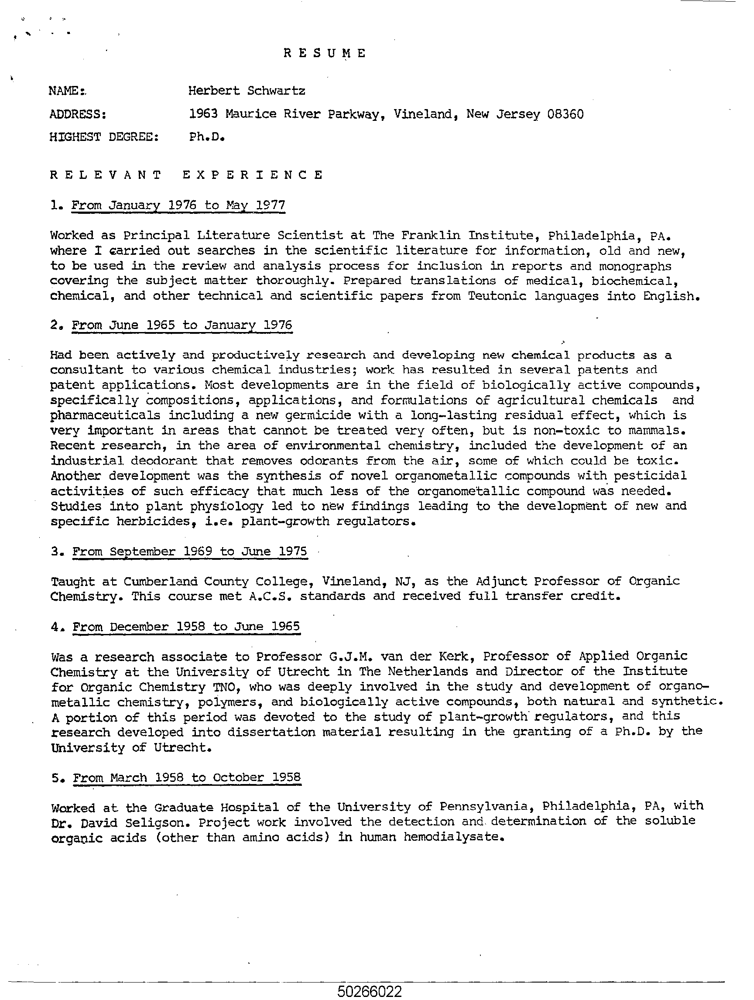 R E S U M E
NAME: Herbert Schwartz
ADDRESS: 1963 Maurice River Parkway, Vineland, New Jersey 08360
HIGHEST DEGREE: Ph.D.
R E L E V A N T   E X P E R I E N C E
1. From January 1976 to May 1977
Worked as Principal Literature Scientist at The Franklin Institute, Philadelphia, PA.
where I carried out searches in the scientific literature for information, old and new,
to be used in the review and analysis process for inclusion in reports and monographs
covering the subject matter thoroughly. Prepared translations of medical, biochemical,
chemical, and other technical and scientific papers from Teutonic languages into English.
2. From June 1965 to January 1976
Had been actively and productively research and developing new chemical products as a
consultant to various chemical industries; work has resulted in several patents and
patent applications. Most developments are in the field of biologically active compounds,
specifically compositions, applications, and formulations of agricultural chemicals and
pharmaceuticals including a new germicide with a long-lasting residual effect, which is
very important in areas that cannot be treated very often, but is non-toxic to mammals.
Recent research, in the area of environmental chemistry, included the development of an
industrial deodorant that removes odorants from the air, some of which could be toxic.
Another development was the synthesis of novel organometallic compounds with pesticidal
activities of such efficacy that much less of the organometallic compound was needed.
Studies into plant physiology led to new findings leading to the development of new and
specific herbicides, i.e. plant-growth regulators.
3. From September 1969 to June 1975
Taught at Cumberland County College, Vineland, NJ, as the Adjunct Professor of Organic
Chemistry. This course met A.C.S. standards and received full transfer credit.
4. From December 1958 to June 1965
Was a research associate to Professor G.J.M. van der Kerk, Professor of Applied Organic
Chemistry at the University of Utrecht in The Netherlands and Director of the Institute
for Organic Chemistry TNO, who was deeply involved in the study and development of organo-
metallic chemistry, polymers, and biologically active compounds, both natural and synthetic.
A portion of this period was devoted to the study of plant-growth regulators, and this
research developed into dissertation material resulting in the granting of a Ph.D. by the
University of Utrecht.
5. From March 1958 to October 1958
Worked at the Graduate Hospital of the University of Pennsylvania, Philadelphia, PA, with
Dr. David Seligson. Project work involved the detection and determination of the soluble
organic acids (other than amino acids) in human hemodialysate.
50266022